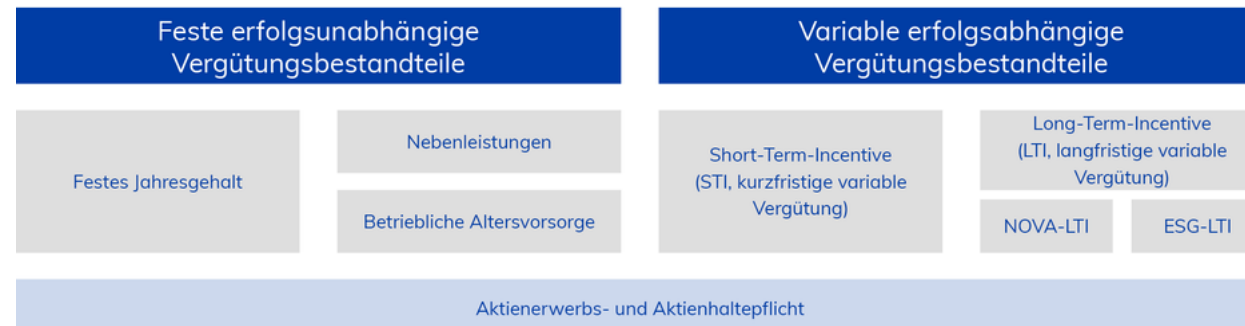 Feste erfolgsunabhängige
Vergütungsbestandteile
Variable erfolgsabhängige
Vergütungsbestandteile
Festes Jahresgehalt
Nebenleistungen
Betriebliche Altersvorsorge
Short-Term-Incentive
(STI, kurzfristige variable
Vergütung)
Long-Term-Incentive
(LTI, langfristige variable
Vergütung)
NOVA-LTI
ESG-LTI
Aktienerwerbs- und Aktienhaltepflicht